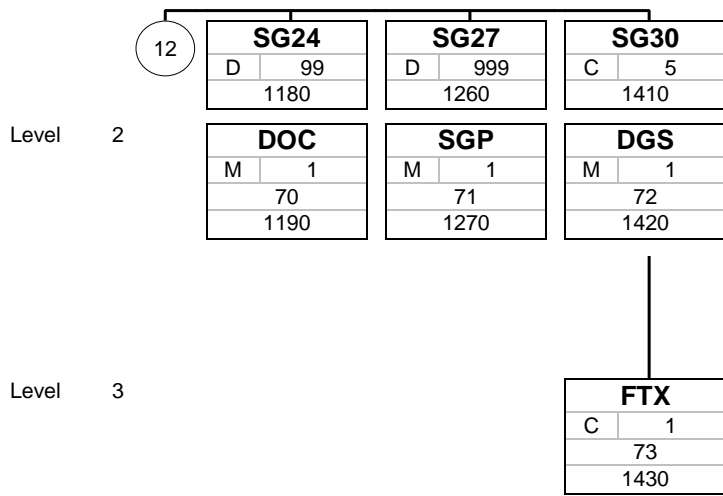 12
SG24 SG27 SG30
D 99 D 999 C 5
1180 1260 1410
Level 2 DOC SGP DGS
M 1 M 1 M 1
70 71 72
1190 1270 1420
Level 3 FTX
C 1
73
1430